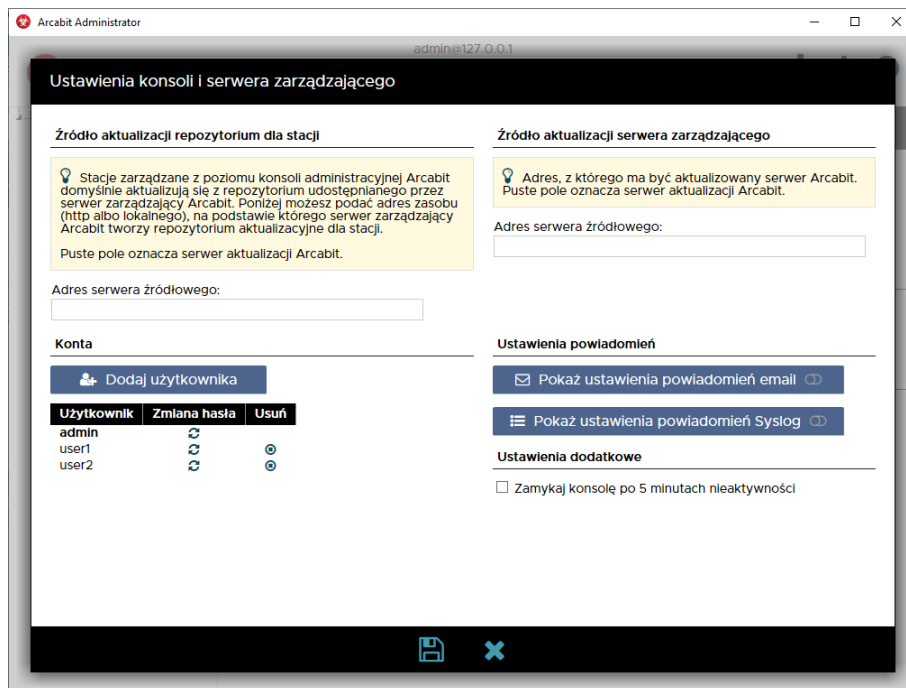 Arcabit Administrator
admin@127.0.0.1
Ustawienia konsoli i serwera zarządzającego
Źródło aktualizacji repozytorium dla stacji
Stacje zarządzane z poziomu konsoli administracyjnej Arcabit
domyślnie aktualizują się z repozytorium udostępnianego przez
serwer zarządzający Arcabit. Poniżej możesz podać adres zasobu
(http albo lokalnego), na podstawie którego serwer zarządzający
Arcabit tworzy repozytorium aktualizacyjne dla stacji.
Puste pole oznacza serwer aktualizacji Arcabit.
Adres serwera źródłowego:
Źródło aktualizacji serwera zarządzającego
Adres, z którego ma być aktualizowany serwer Arcabit.
Puste pole oznacza serwer aktualizacji Arcabit.
Adres serwera źródłowego:
Konta
Dodaj użytkownika
Użytkownik Zmiana hasła Usuń
admin
user1
user2
Ustawienia powiadomień
Pokaż ustawienia powiadomień email
Pokaż ustawienia powiadomień Syslog
Ustawienia dodatkowe
Zamykaj konsolę po 5 minutach nieaktywności